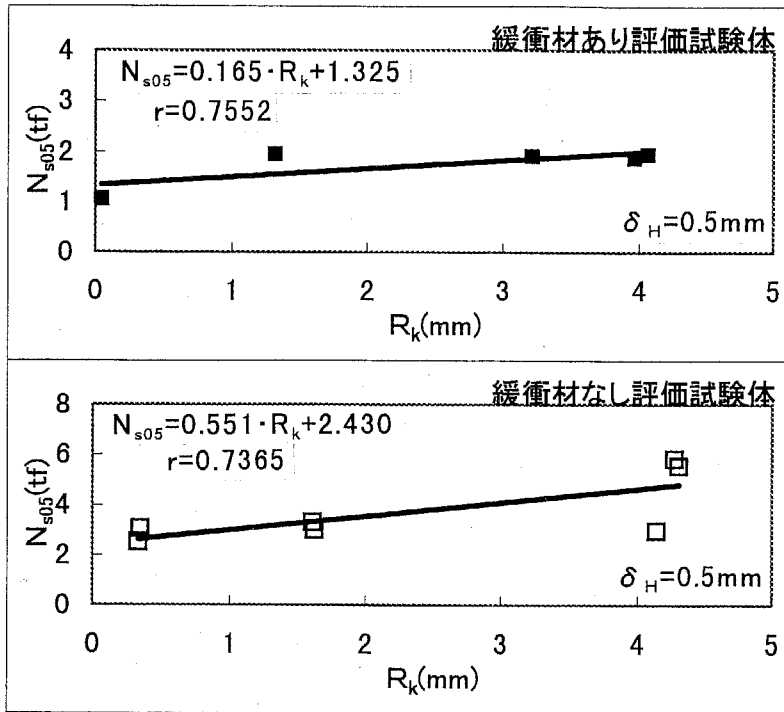 緩衝材あり評価試験体
4
3
2
1
0
N_s05(tf)
N_s05=0.165·R_k+1.325
r=0.7552
δ_H=0.5mm
0 1 2 3 4 5
R_k(mm)
緩衝材なし評価試験体
8
6
4
2
0
N_s05(tf)
N_s05=0.551·R_k+2.430
r=0.7365
δ_H=0.5mm
0 1 2 3 4 5
R_k(mm)